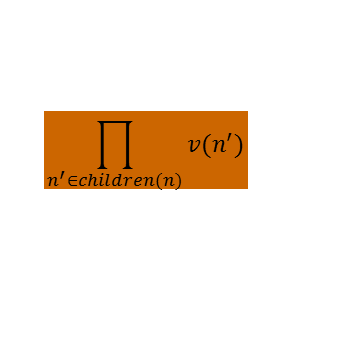 ∏ v(n′)
n′∈children(n)